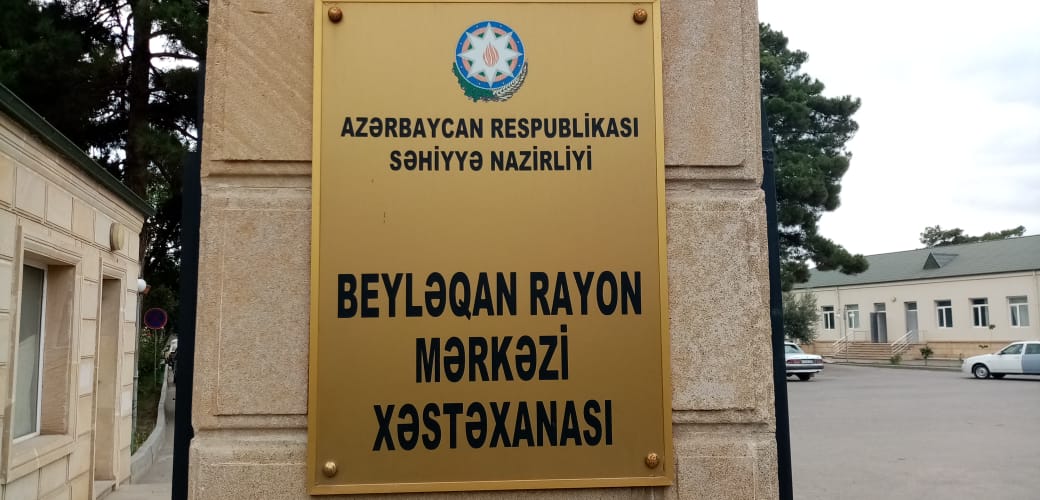 AZƏRBAYCAN RESPUBLİKASI
SƏHİYYƏ NAZİRLİYİ
BEYLƏQAN RAYON
MƏRKƏZİ
XƏSTƏXANASI